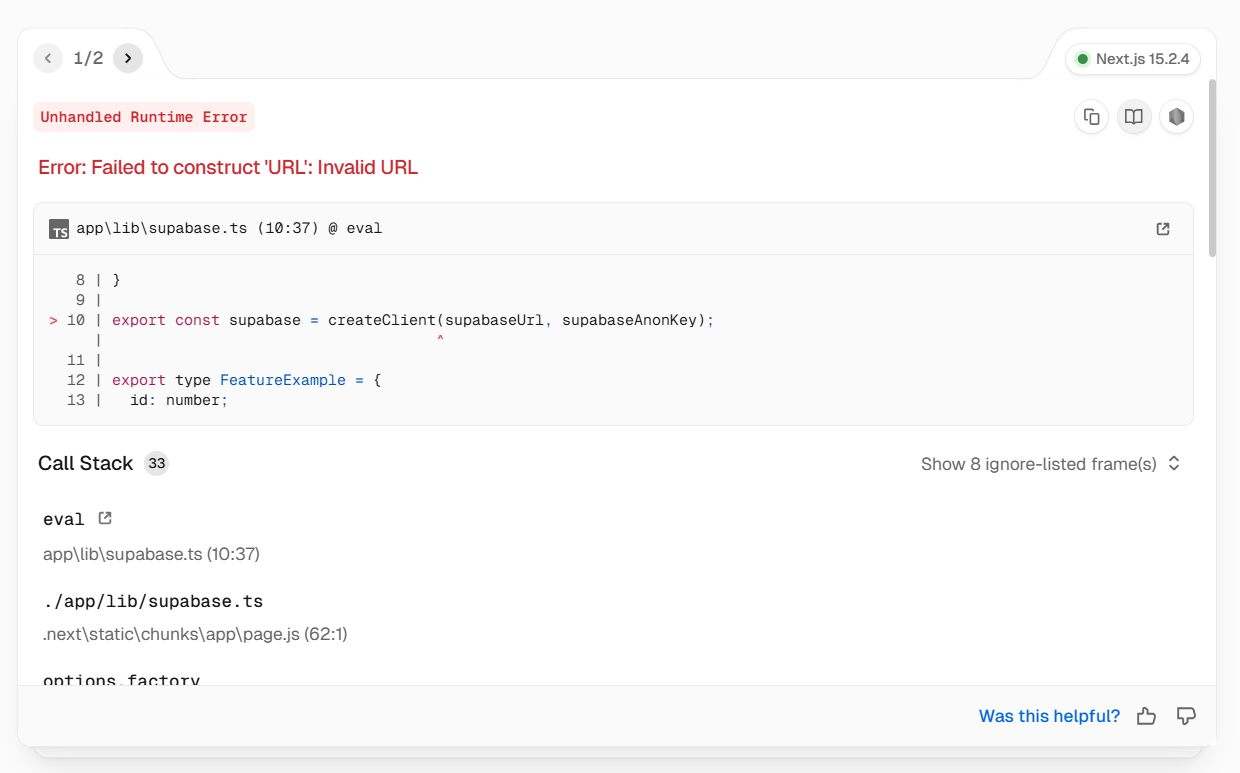 1/2
Next.js 15.2.4
Unhandled Runtime Error
Error: Failed to construct 'URL': Invalid URL
TS app\lib\supabase.ts (10:37) @ eval
8 | }
9 |
> 10 | export const supabase = createClient(supabaseUrl, supabaseAnonKey);
| ^
11 |
12 | export type FeatureExample = {
13 | id: number;
Call Stack 33
Show 8 ignore-listed frame(s)
eval
app\lib\supabase.ts (10:37)
./app/lib/supabase.ts
.next\static\chunks\app\page.js (62:1)
options.factory
Was this helpful?